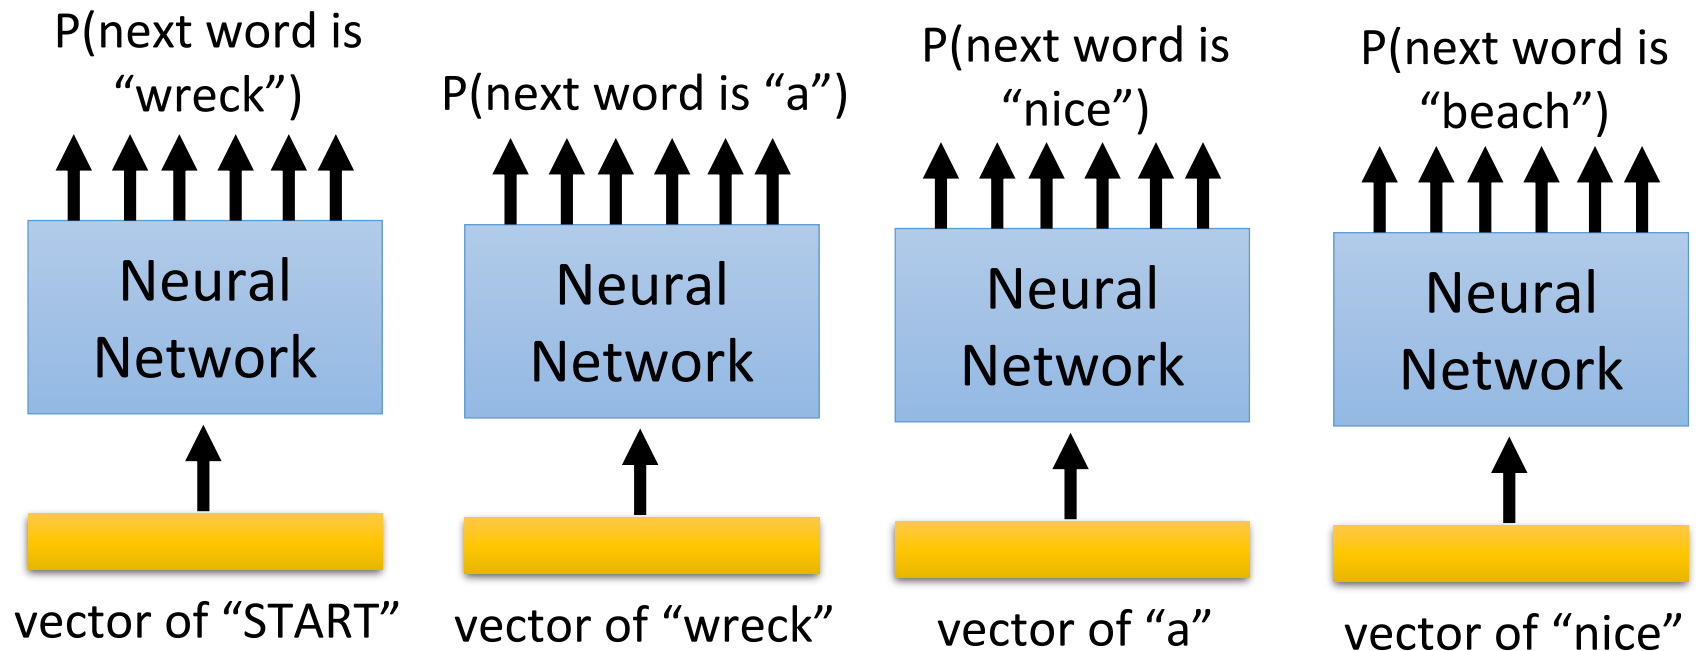 P(next word is
“wreck”)
P(next word is “a”)
P(next word is
“nice”)
P(next word is
“beach”)
Neural
Network
Neural
Network
Neural
Network
Neural
Network
vector of “START”
vector of “wreck”
vector of “a”
vector of “nice”